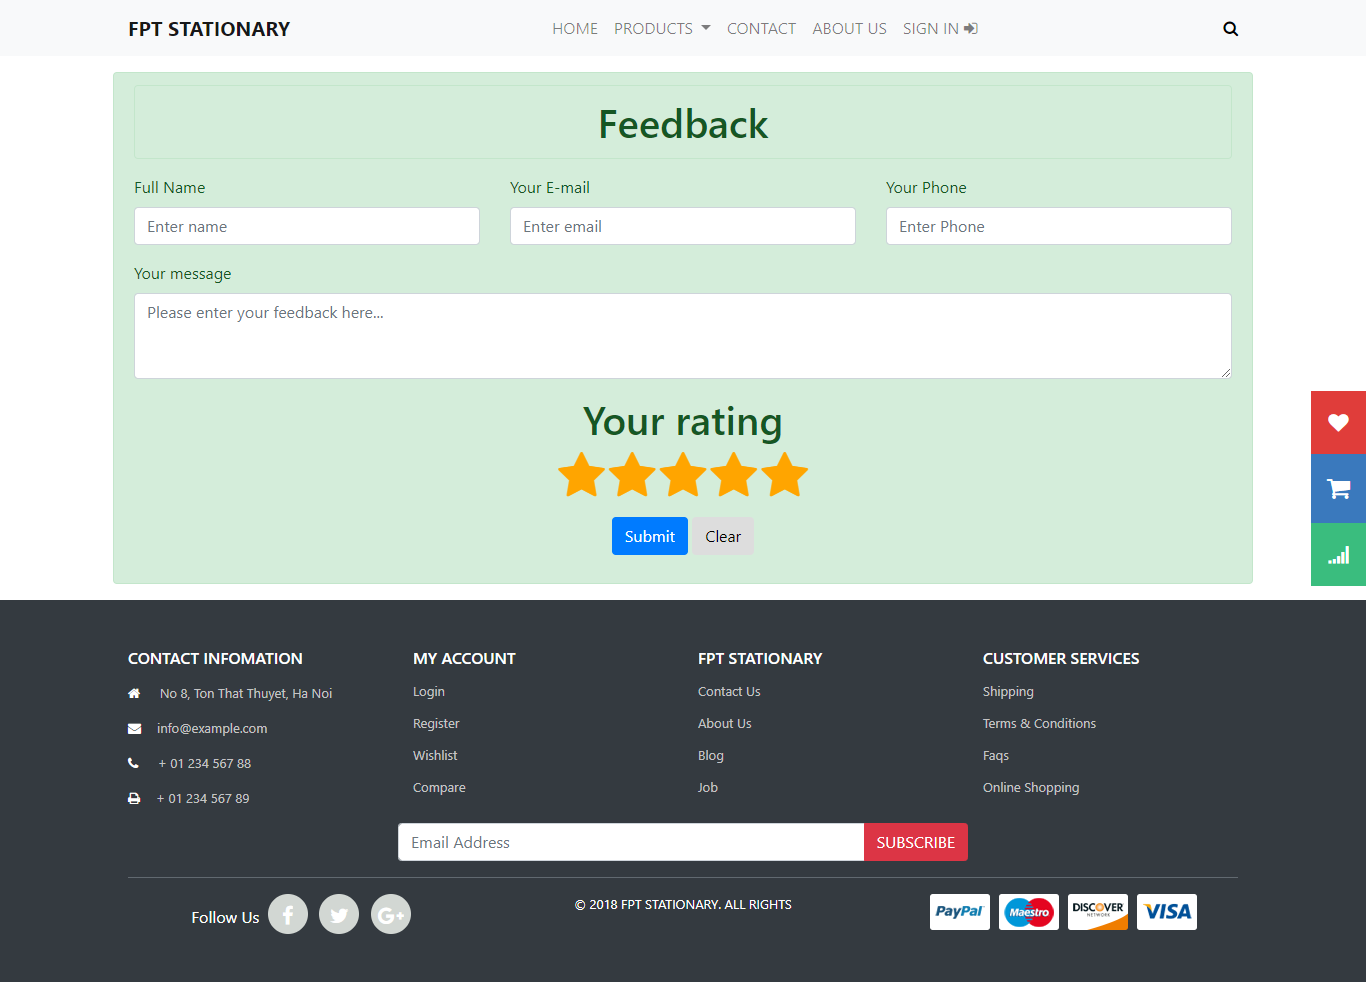 FPT STATIONARY HOME PRODUCTS CONTACT ABOUT US SIGN IN
Feedback
Full Name Your E-mail Your Phone
Enter name Enter email Enter Phone
Your message
Please enter your feedback here...
Your rating
Submit Clear
CONTACT INFOMATION MY ACCOUNT FPT STATIONARY CUSTOMER SERVICES
No 8, Ton That Thuyet, Ha Noi Login Contact Us Shipping
info@example.com Register About Us Terms & Conditions
+ 01 234 567 88 Wishlist Blog Faqs
+ 01 234 567 89 Compare Job Online Shopping
Email Address SUBSCRIBE
Follow Us f G+ © 2018 FPT STATIONARY. ALL RIGHTS PayPal Maestro DISCOVER NETWORK VISA